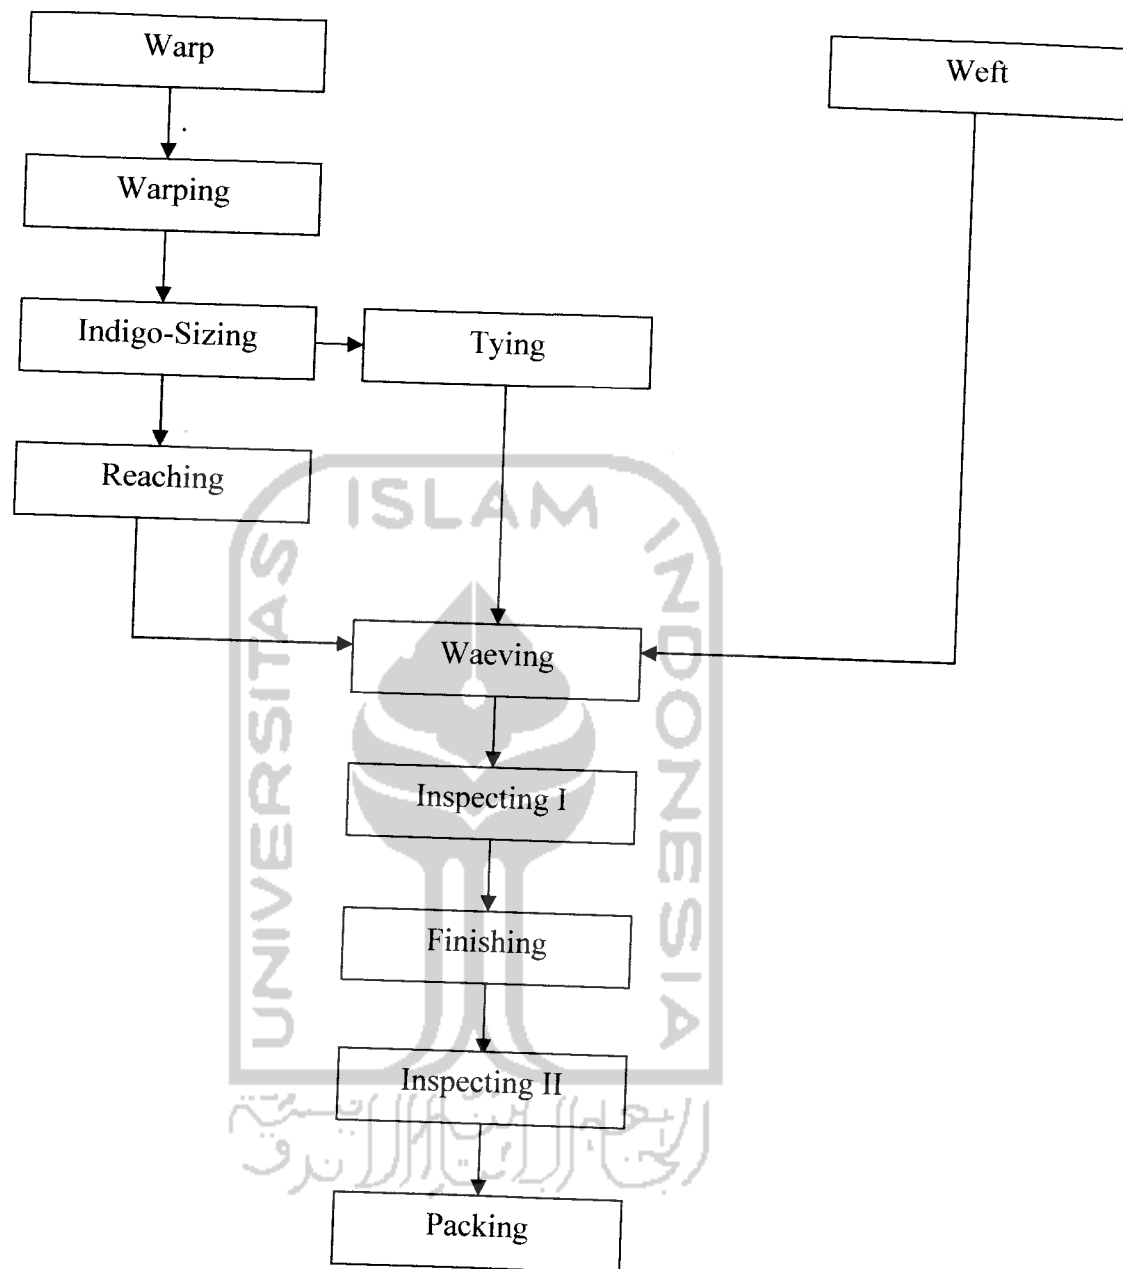 Warp
Weft
Warping
Indigo-Sizing
Tying
Reaching
Waeving
Inspecting I
Finishing
Inspecting II
Packing
UNIVERSITAS
ISLAM
INDONESIA